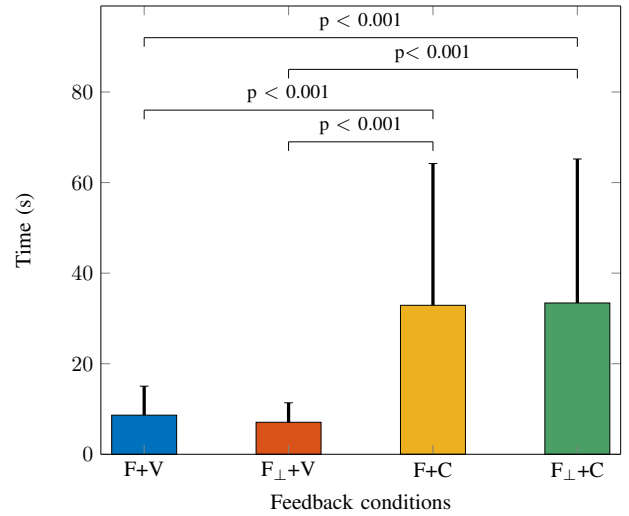 p < 0.001
p< 0.001
p < 0.001
p < 0.001
80
60
40
20
0
Time (s)
F+V
F⊥+V
F+C
F⊥+C
Feedback conditions